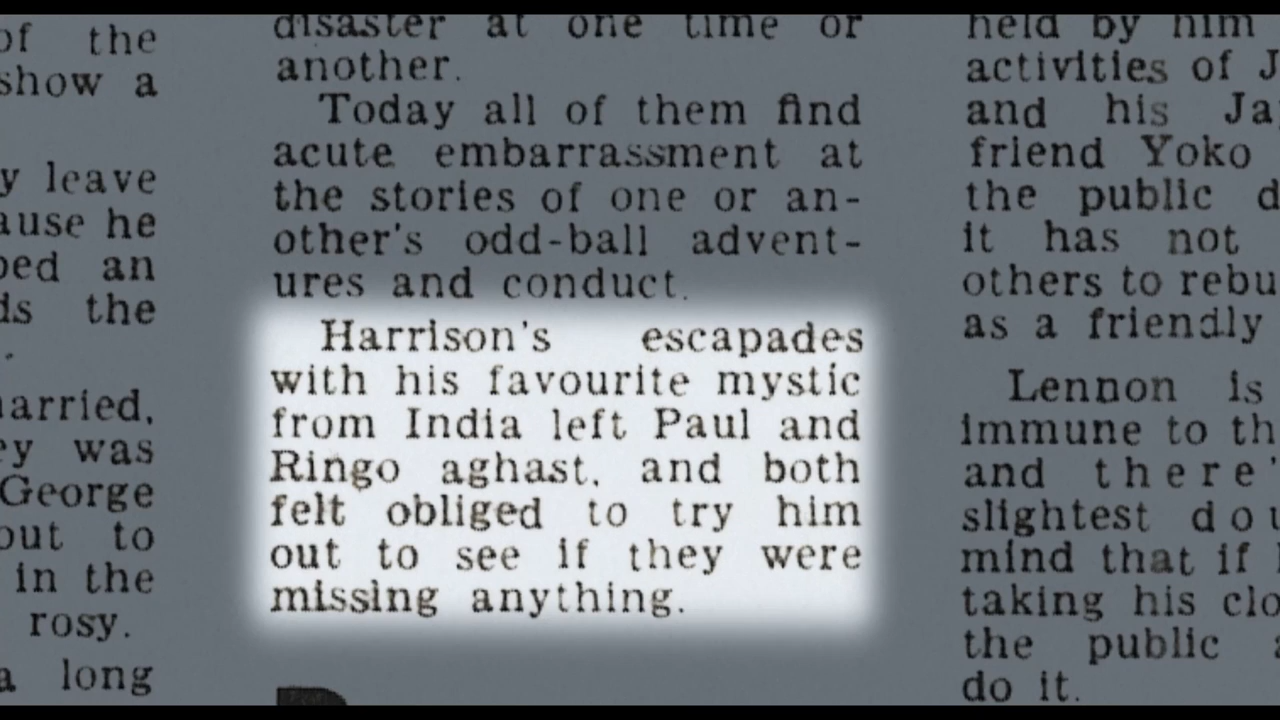 of the
show a
y leave
ause he
ped an
ds the
arried,
ey was
George
out to
in the
rosy.
a long
disaster at one time or
another.
Today all of them find
acute embarrassment at
the stories of one or an-
other's odd-ball advent-
ures and conduct.
Harrison's escapades
with his favourite mystic
from India left Paul and
Ringo aghast, and both
felt obliged to try him
out to see if they were
missing anything.
held by him
activities of J
and his Ja
friend Yoko
the public d
it has not
others to rebu
as a friendly
Lennon is
immune to th
and there'
slightest dou
mind that if
taking his clo
the public a
do it.